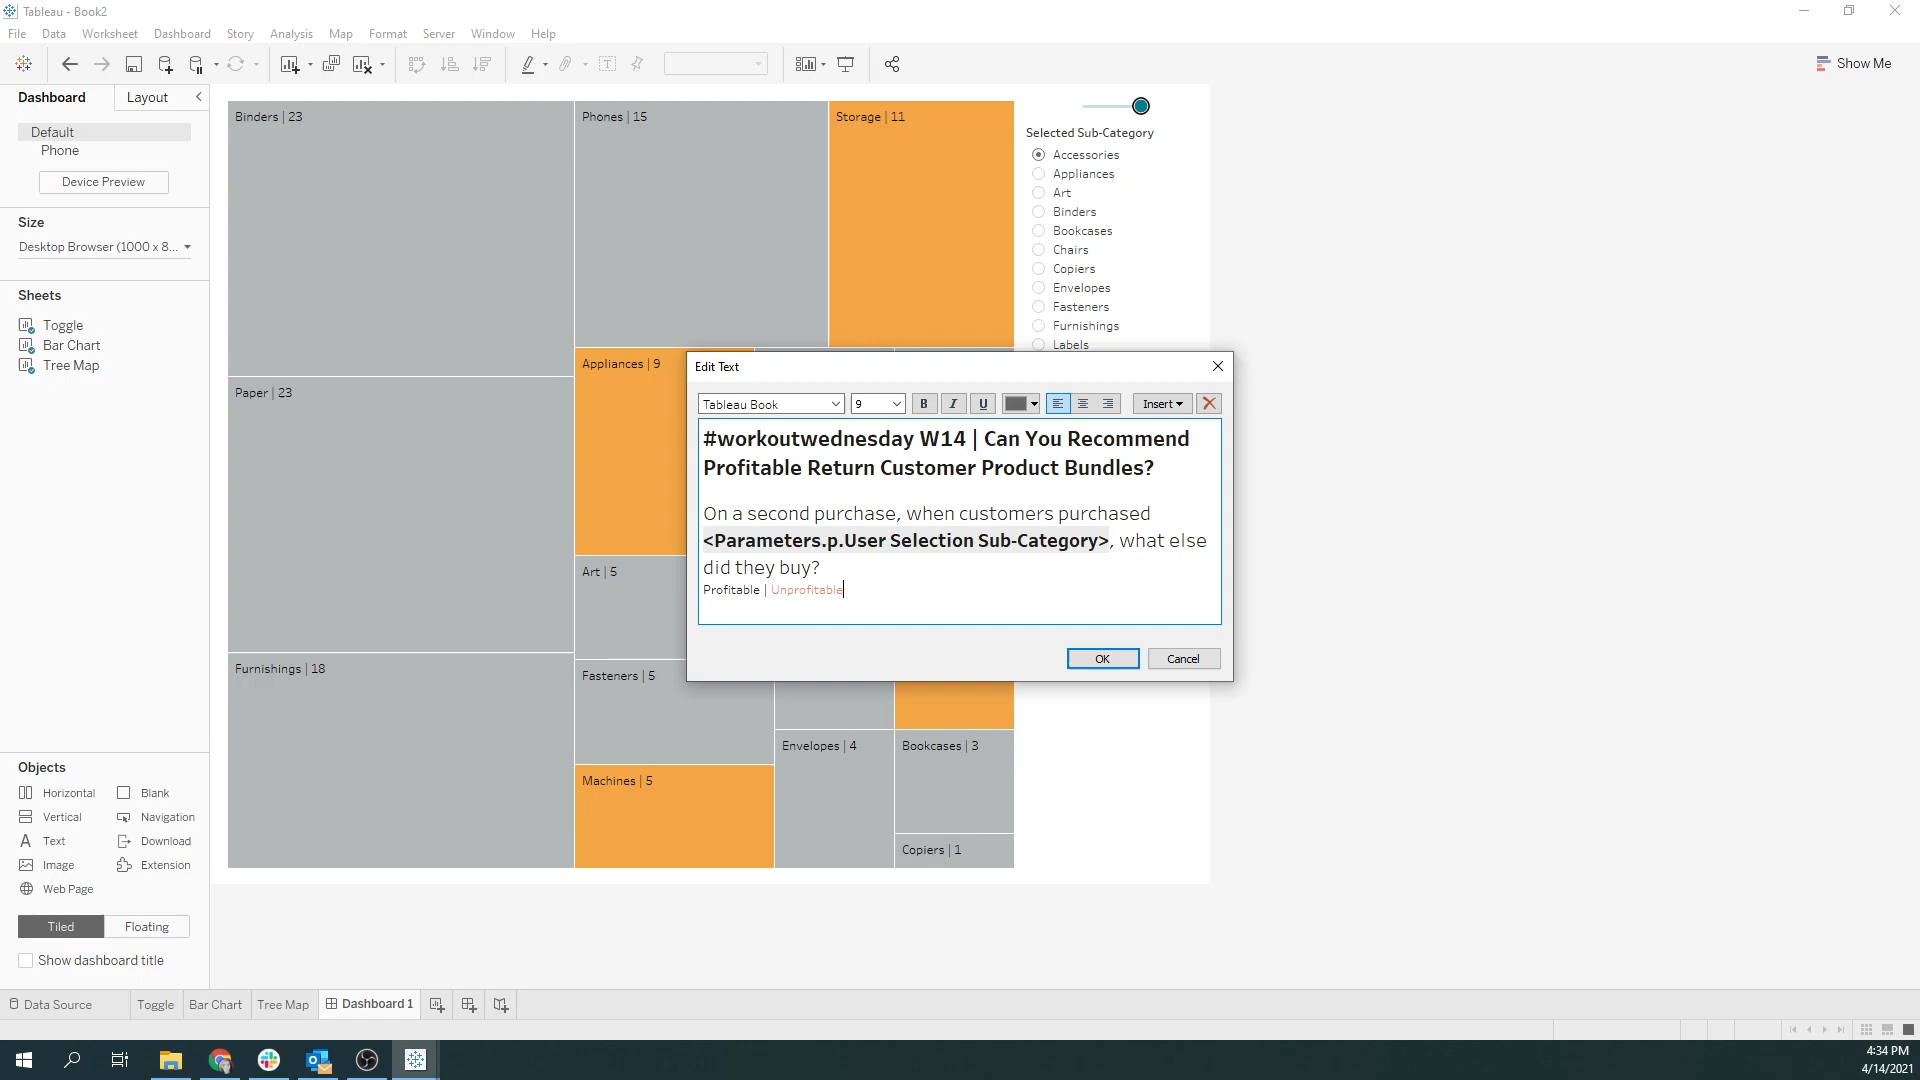 Tableau - Book2
File Data Worksheet Dashboard Story Analysis Map Format Server Window Help
Show Me
Dashboard Layout
Default
Phone
Device Preview
Size
Desktop Browser (1000 x 8...
Sheets
Toggle
Bar Chart
Tree Map
Objects
Horizontal Blank
Vertical Navigation
Text Download
Image Extension
Web Page
Tiled Floating
Show dashboard title
Binders | 23
Phones | 15
Storage | 11
Paper | 23
Appliances | 9
Art | 5
Furnishings | 18
Fasteners | 5
Machines | 5
Envelopes | 4
Bookcases | 3
Copiers | 1
Selected Sub-Category
Accessories
Appliances
Art
Binders
Bookcases
Chairs
Copiers
Envelopes
Fasteners
Furnishings
Labels
Edit Text
Tableau Book 9 B I U Insert
#workoutwednesday W14 | Can You Recommend
Profitable Return Customer Product Bundles?
On a second purchase, when customers purchased
<Parameters.p.User Selection Sub-Category>, what else
did they buy?
Profitable | Unprofitable
OK Cancel
Data Source Toggle Bar Chart Tree Map Dashboard 1
4:34 PM
4/14/2021